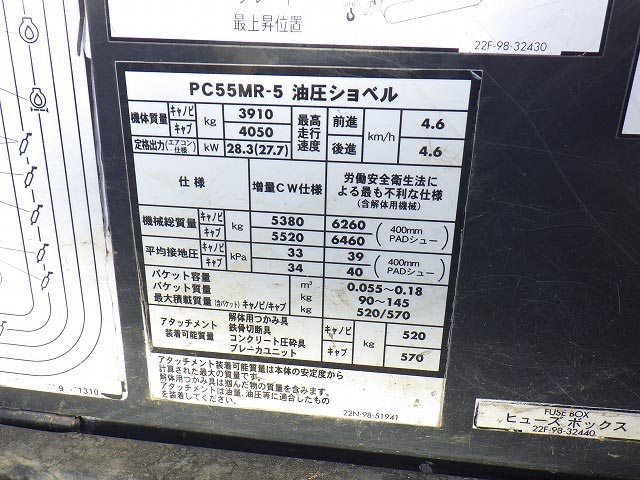 最上昇位置
22F-98-32430
PC55MR-5 油圧ショベル
機体質量 キャノピ kg 3910 最高走行速度 前進 km/h 4.6
キャブ 4050
定格出力(エアコン仕様) kW 28.3(27.7) 後進 4.6
仕様 増量CW仕様 労働安全衛生法に
よる最も不利な仕様
(含解体用機械)
機械総質量 キャノピ kg 5380 6260 (400mm PADシュー)
キャブ 5520 6460
平均接地圧 キャノピ kPa 33 39 (400mm PADシュー)
キャブ 34 40
バケット容量 m³ 0.055～0.18
バケット質量 kg 90～145
最大積載質量(含バケット) キャノピ/キャブ kg 520/570
アタッチメント
装着可能質量
解体用つかみ具
鉄骨切断具
コンクリート圧砕具
ブレーカユニット
キャノピ kg 520
キャブ 570
アタッチメント装着可能質量は本体の安定度から
計算された最大の質量です。
解体用つかみ具は掴んだ物の質量を含みます。
アタッチメントは油量、油圧等に適合したもの
を装着してください。
22N-98-51941
1310
FUSE BOX
ヒューズ ボックス
22F-98-32440